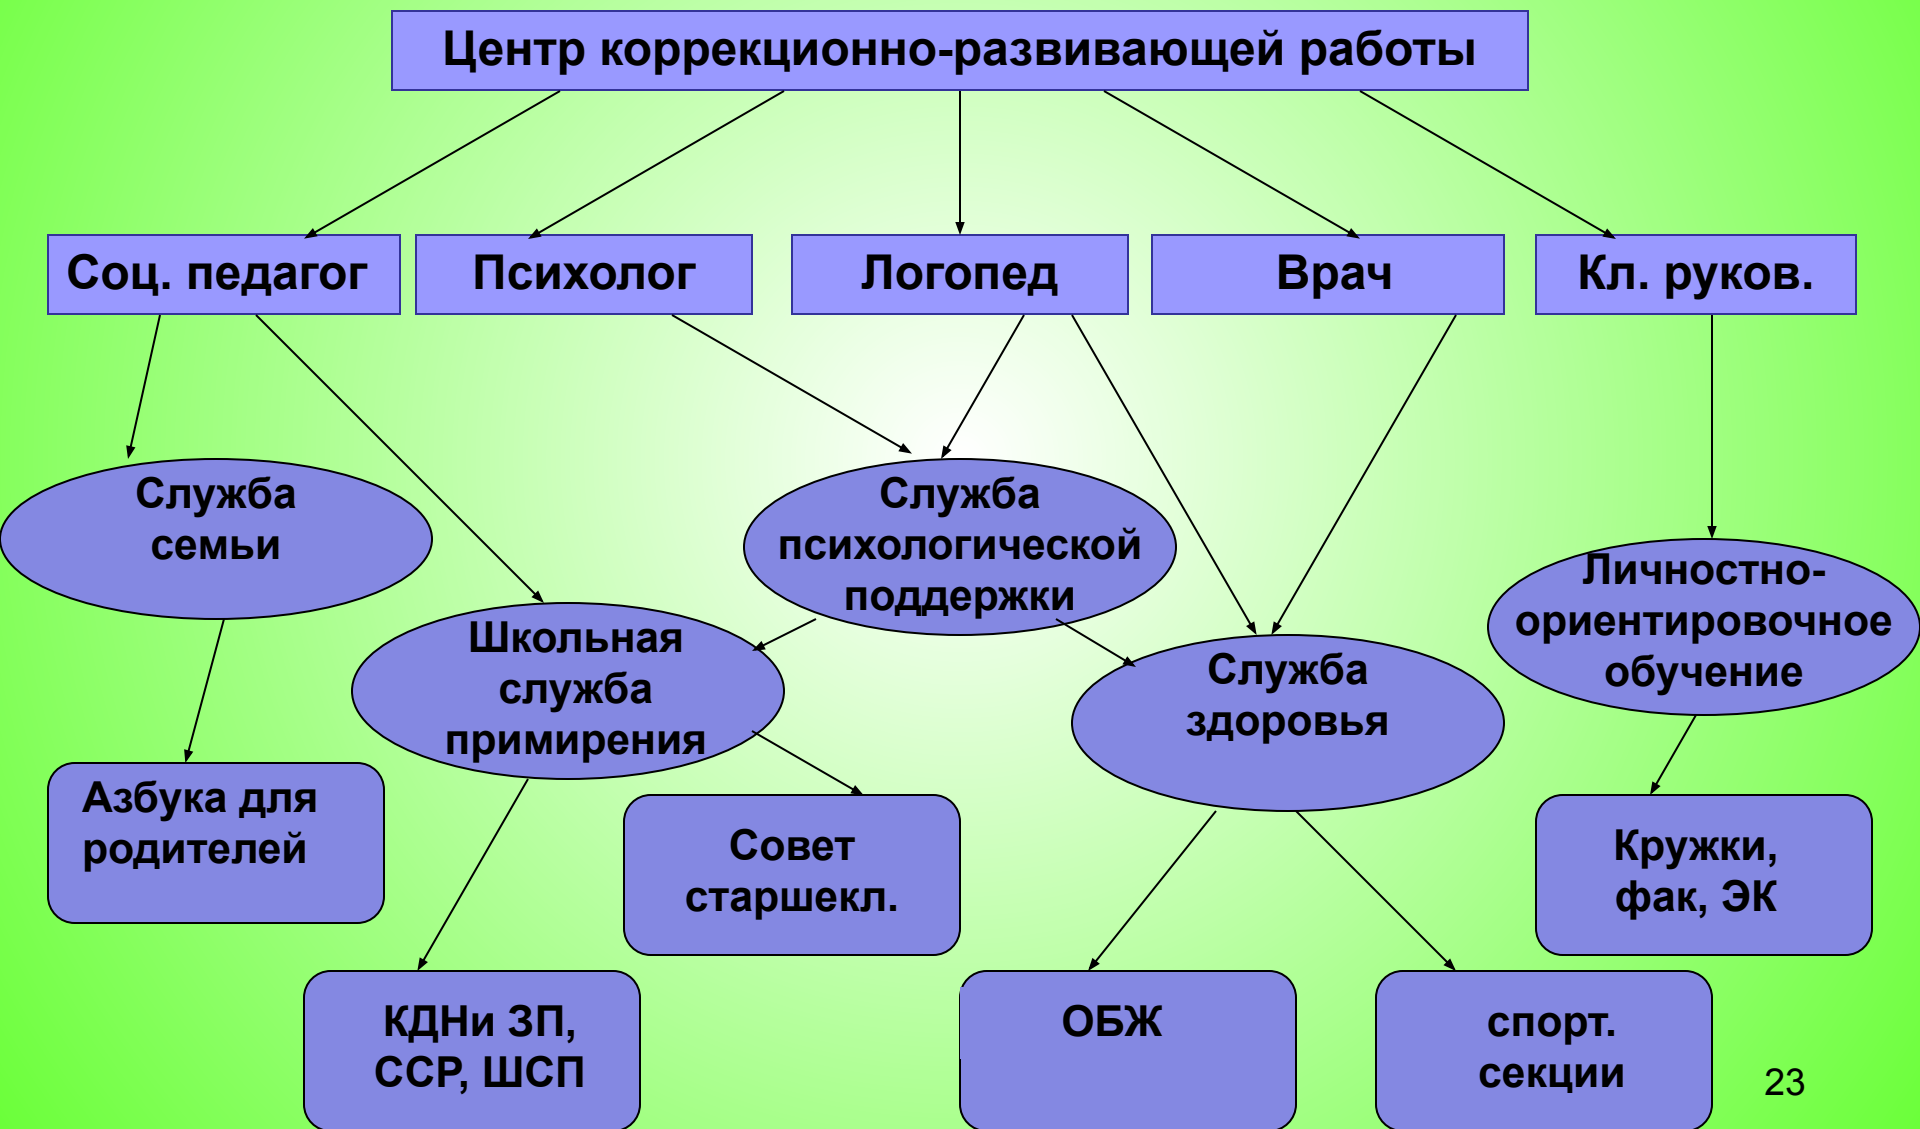 Центр коррекционно-развивающей работы
Соц. педагог
Психолог
Логопед
Врач
Кл. руков.
Служба
семьи
Служба
психологической
поддержки
Личностно-
ориентировочное
обучение
Школьная
служба
примирения
Служба
здоровья
Азбука для
родителей
Совет
старшекл.
Кружки,
фак, ЭК
КДНи ЗП,
ССР, ШСП
ОБЖ
спорт.
секции
23